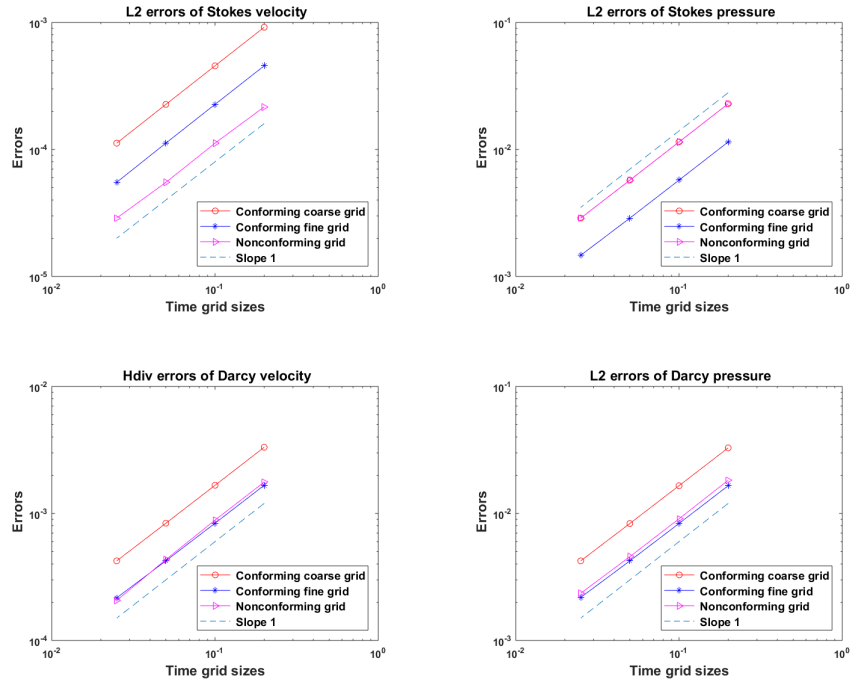 L2 errors of Stokes velocity
10^-3
10^-4
10^-5
Errors
Conforming coarse grid
Conforming fine grid
Nonconforming grid
Slope 1
10^-2
10^-1
10^0
Time grid sizes
L2 errors of Stokes pressure
10^-1
10^-2
10^-3
Errors
Conforming coarse grid
Conforming fine grid
Nonconforming grid
Slope 1
10^-2
10^-1
10^0
Time grid sizes
Hdiv errors of Darcy velocity
10^-2
10^-3
10^-4
Errors
Conforming coarse grid
Conforming fine grid
Nonconforming grid
Slope 1
10^-2
10^-1
10^0
Time grid sizes
L2 errors of Darcy pressure
10^-1
10^-2
10^-3
Errors
Conforming coarse grid
Conforming fine grid
Nonconforming grid
Slope 1
10^-2
10^-1
10^0
Time grid sizes